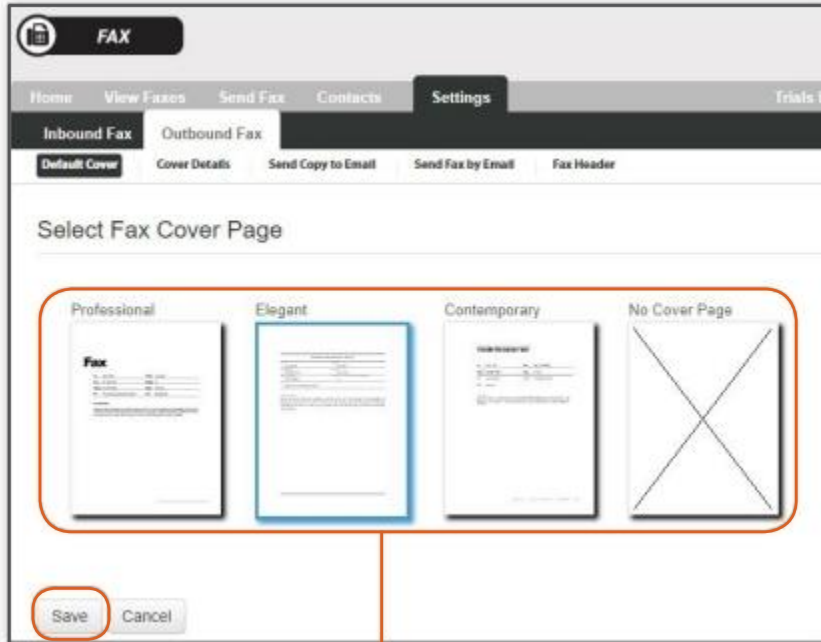 FAX
Home View Faxes Send Fax Contacts Settings Trials
Inbound Fax Outbound Fax
Default Cover Cover Details Send Copy to Email Send Fax by Email Fax Header
Select Fax Cover Page
Professional Elegant Contemporary No Cover Page
Fax
Save Cancel